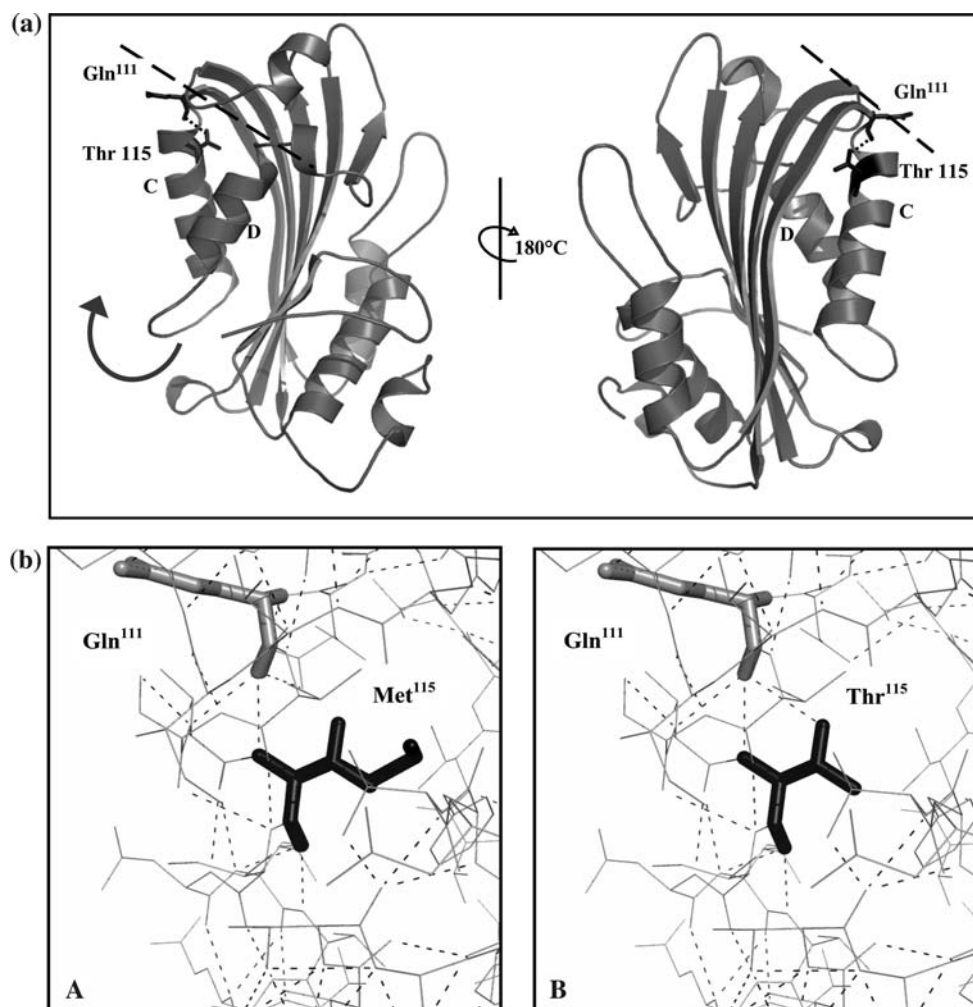 (a)
Gln¹¹¹
Thr 115
C
D
180°C
Gln¹¹¹
Thr 115
C
D
(b)
Gln¹¹¹
Met¹¹⁵
A
Gln¹¹¹
Thr¹¹⁵
B